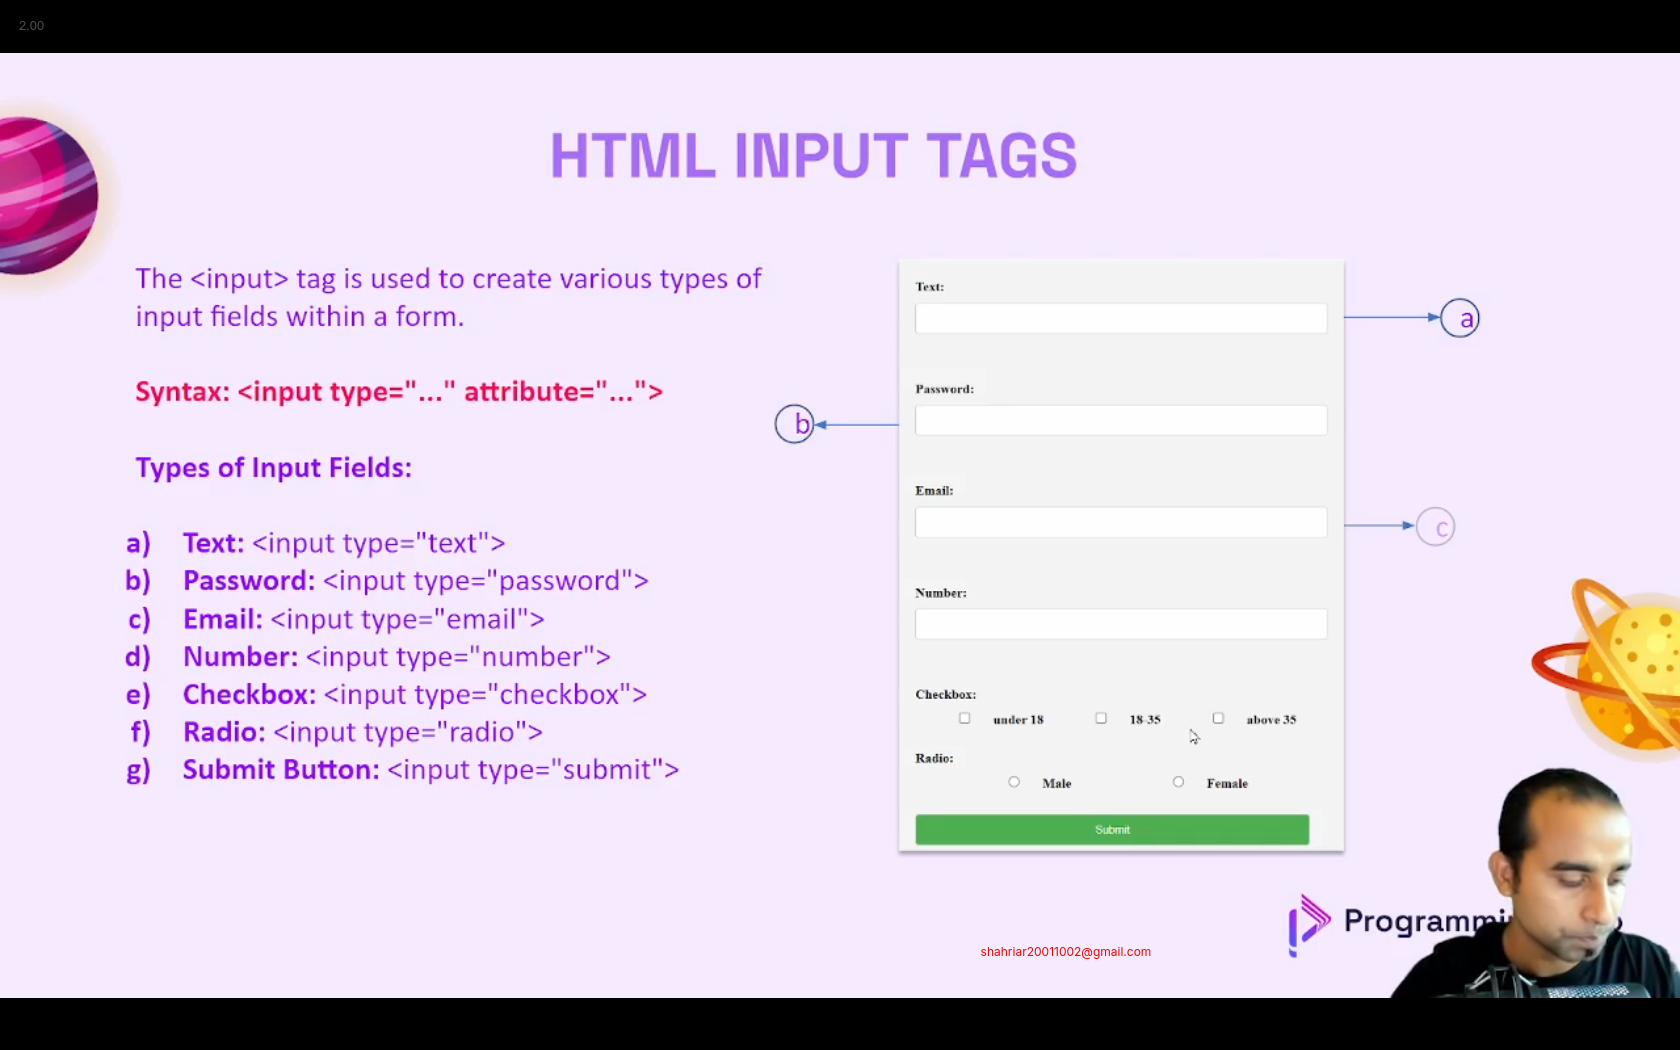 2.00
HTML INPUT TAGS
The <input> tag is used to create various types of
input fields within a form.
Syntax: <input type="..." attribute="...">
Types of Input Fields:
a) Text: <input type="text">
b) Password: <input type="password">
c) Email: <input type="email">
d) Number: <input type="number">
e) Checkbox: <input type="checkbox">
f) Radio: <input type="radio">
g) Submit Button: <input type="submit">
Text:
a
Password:
b
Email:
c
Number:
Checkbox:
under 18 18-35 above 35
Radio:
Male Female
Submit
shahriar20011002@gmail.com